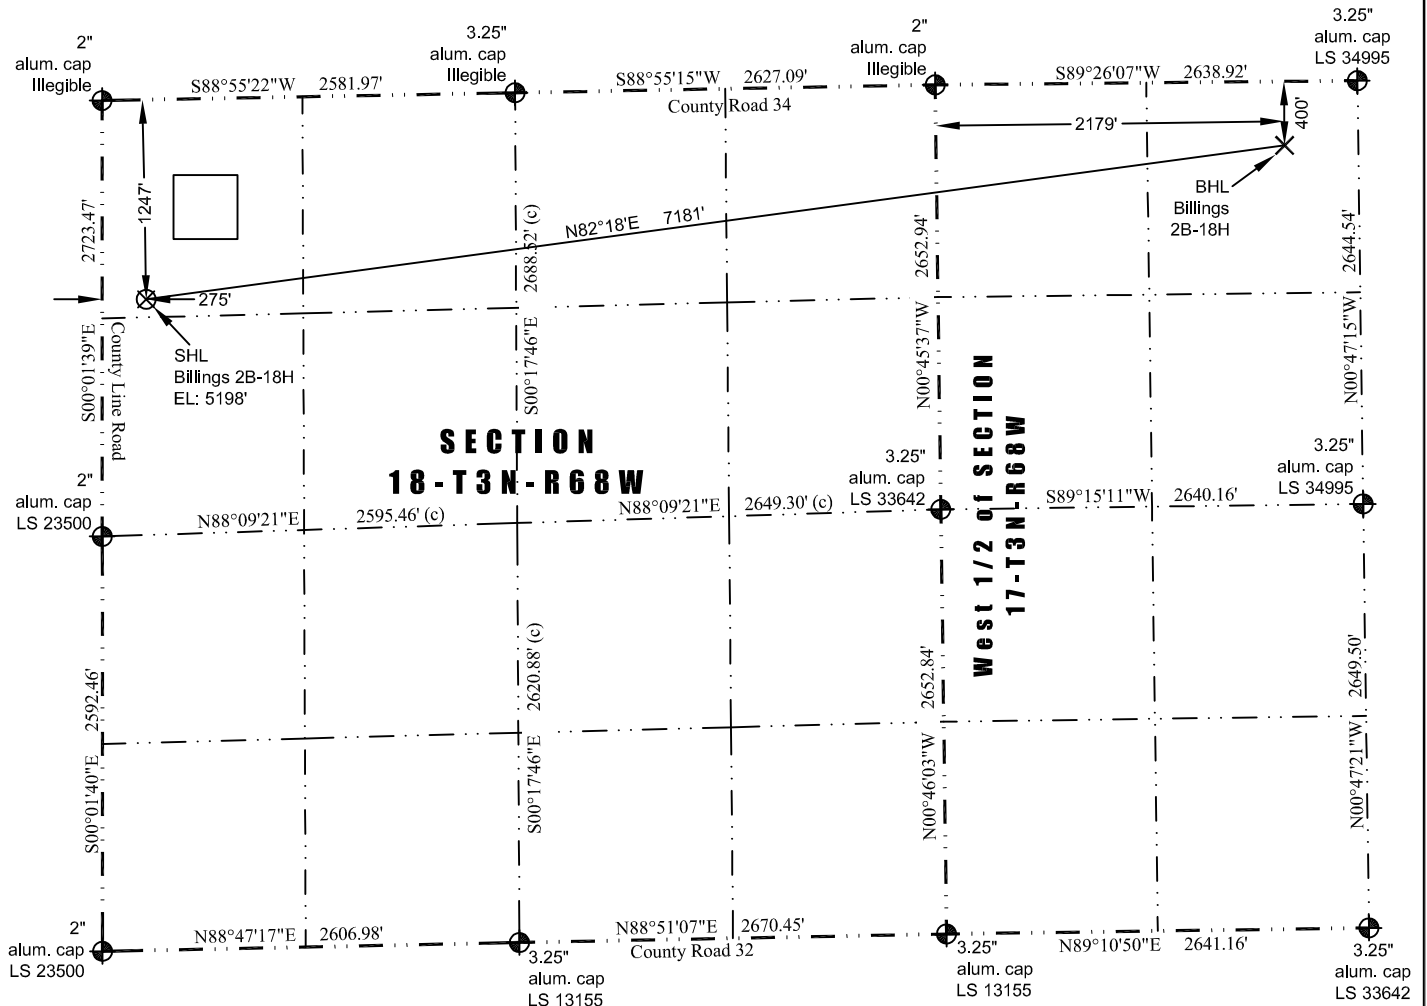 2"
alum. cap
Illegible
3.25"
alum. cap
Illegible
2"
alum. cap
Illegible
3.25"
alum. cap
LS 34995
S88°55'22"W 2581.97'
S88°55'15"W 2627.09'
S89°26'07"W 2638.92'
County Road 34
2179'
400'
1247'
2723.47'
2688.52' (c)
N82°18'E 7181'
2652.94'
BHL
Billings
2B-18H
2644.54'
275'
SHL
Billings 2B-18H
EL: 5198'
S00°01'39"E
County Line Road
S00°17'46"E
N00°45'37"W
N00°47'15"W
SECTION
18-T3N-R68W
West 1/2 of SECTION
17-T3N-R68W
2"
alum. cap
LS 23500
3.25"
alum. cap
LS 33642
3.25"
alum. cap
LS 34995
N88°09'21"E 2595.46' (c)
N88°09'21"E 2649.30' (c)
S89°15'11"W 2640.16'
2592.46'
2620.88' (c)
2652.84'
2649.50'
S00°01'40"E
S00°17'46"E
N00°46'03"W
N00°47'21"W
2"
alum. cap
LS 23500
N88°47'17"E 2606.98'
N88°51'07"E 2670.45'
County Road 32
N89°10'50"E 2641.16'
3.25"
alum. cap
LS 13155
3.25"
alum. cap
LS 13155
3.25"
alum. cap
LS 33642